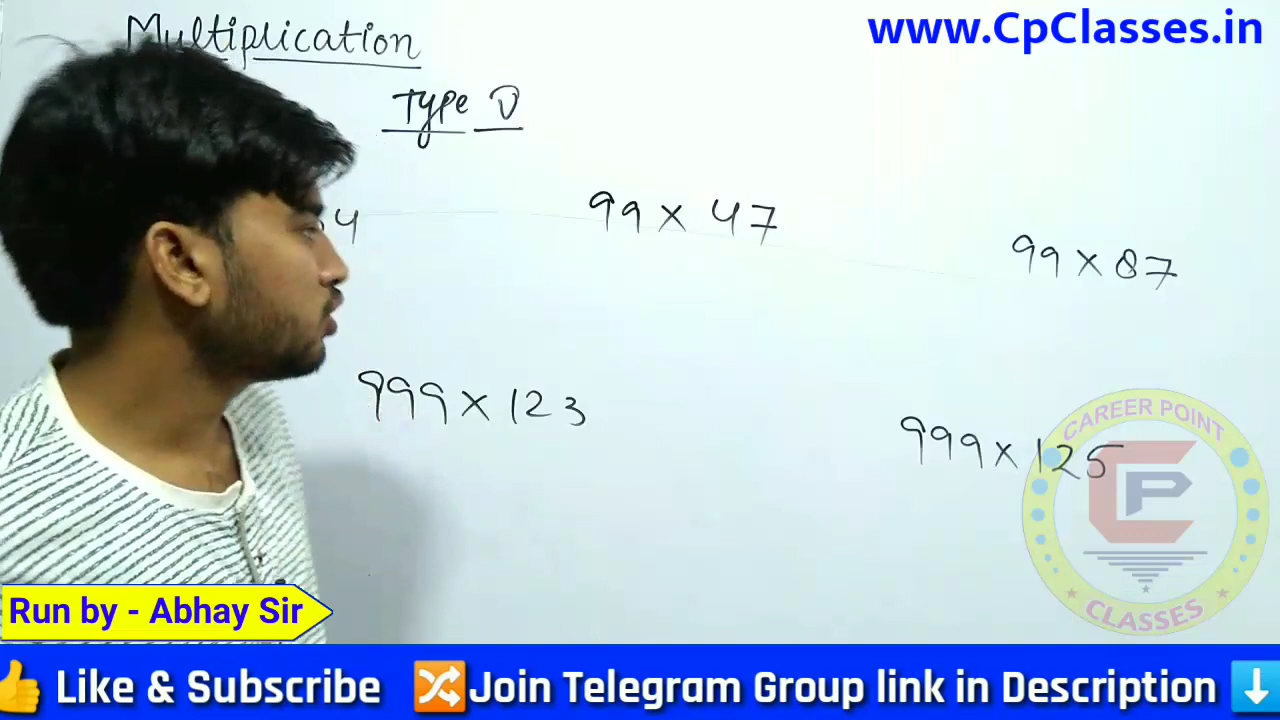 www.CpClasses.in
Multiplication
Type D
4
99 × 47
99 × 87
999 × 123
999 × 125
CAREER POINT
CP
CLASSES
Run by - Abhay Sir
Like & Subscribe
Join Telegram Group link in Description